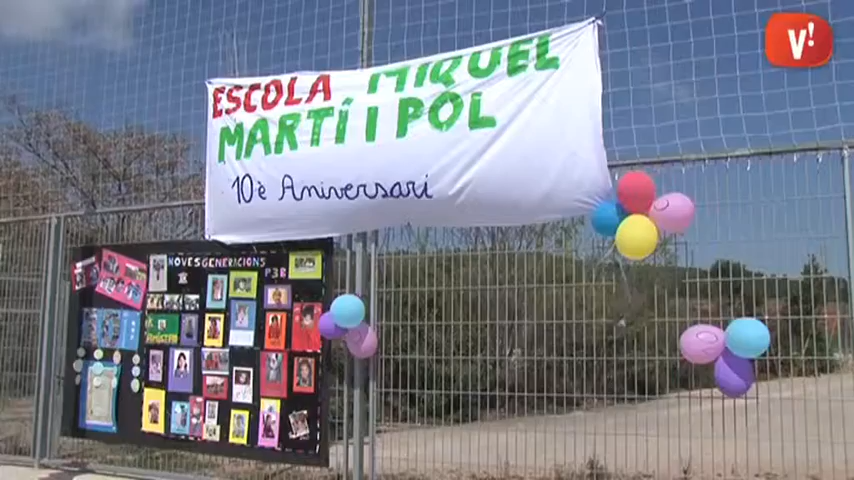 V!
ESCOLA MIQUEL
MARTÍ I POL
10è Aniversari
NOVES GENERACIONS
P3B